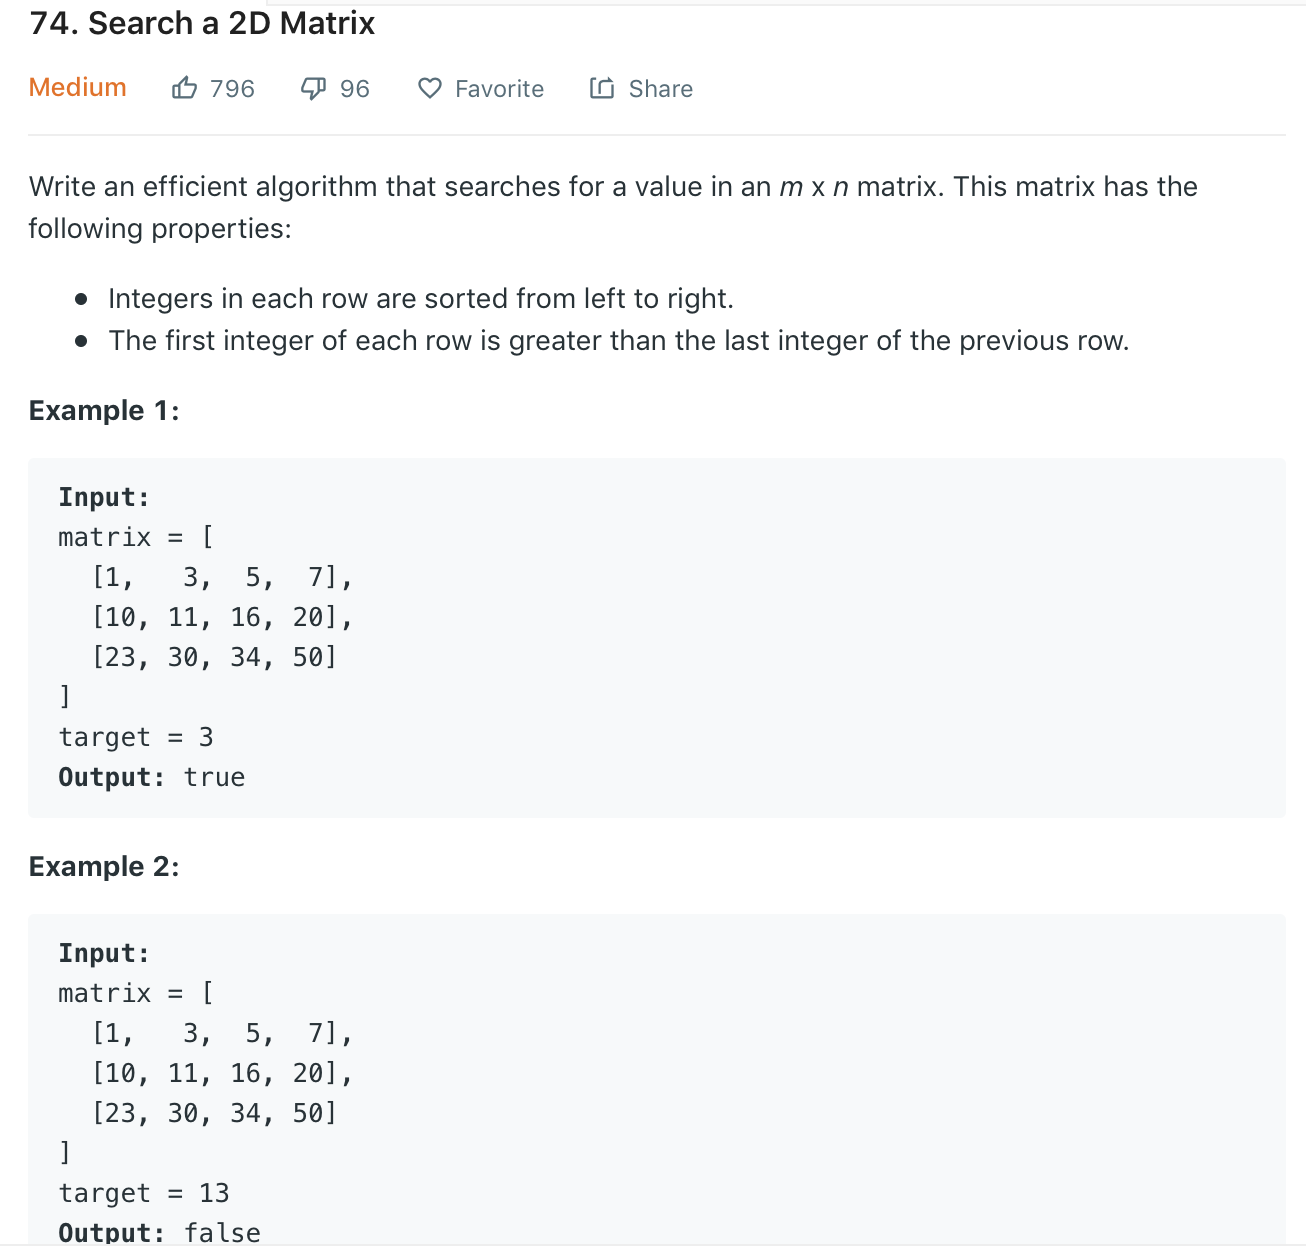 74. Search a 2D Matrix
Medium 796 96 Favorite Share
Write an efficient algorithm that searches for a value in an m x n matrix. This matrix has the
following properties:
● Integers in each row are sorted from left to right.
● The first integer of each row is greater than the last integer of the previous row.
Example 1:
Input:
matrix = [
  [1,   3,  5,  7],
  [10, 11, 16, 20],
  [23, 30, 34, 50]
]
target = 3
Output: true
Example 2:
Input:
matrix = [
  [1,   3,  5,  7],
  [10, 11, 16, 20],
  [23, 30, 34, 50]
]
target = 13
Output: false